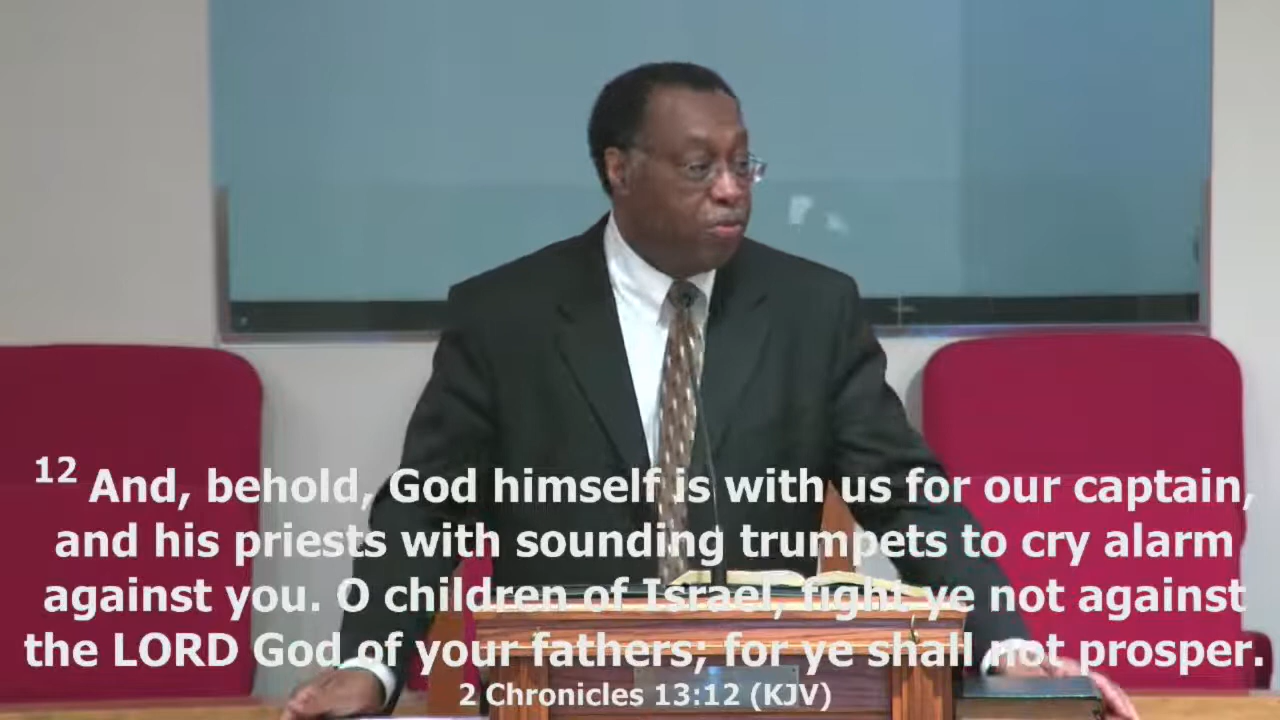 12 And, behold, God himself is with us for our captain,
and his priests with sounding trumpets to cry alarm
against you. O children of Israel, fight ye not against
the LORD God of your fathers; for ye shall not prosper.
2 Chronicles 13:12 (KJV)